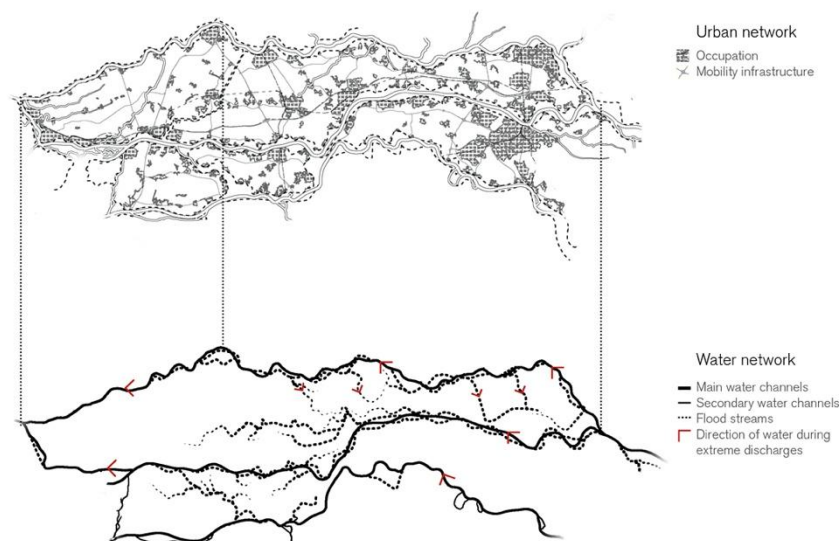 Urban network
Occupation
Mobility infrastructure
Water network
Main water channels
Secondary water channels
Flood streams
Direction of water during
extreme discharges